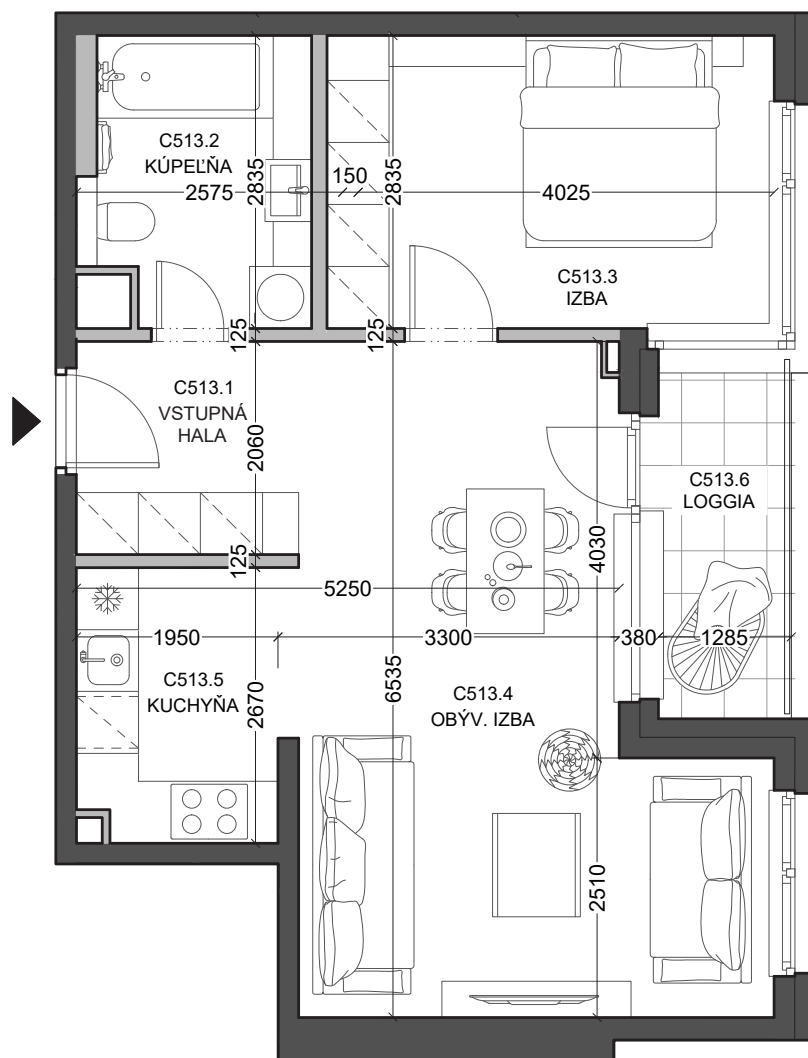 C513.2
KÚPEĽŇA
2575
2835
150
2835
4025
C513.3
IZBA
125
125
C513.1
VSTUPNÁ
HALA
2060
C513.6
LOGGIA
4030
125
5250
1950
3300
380
1285
C513.5
KUCHYŇA
2670
6535
C513.4
OBÝV. IZBA
2510